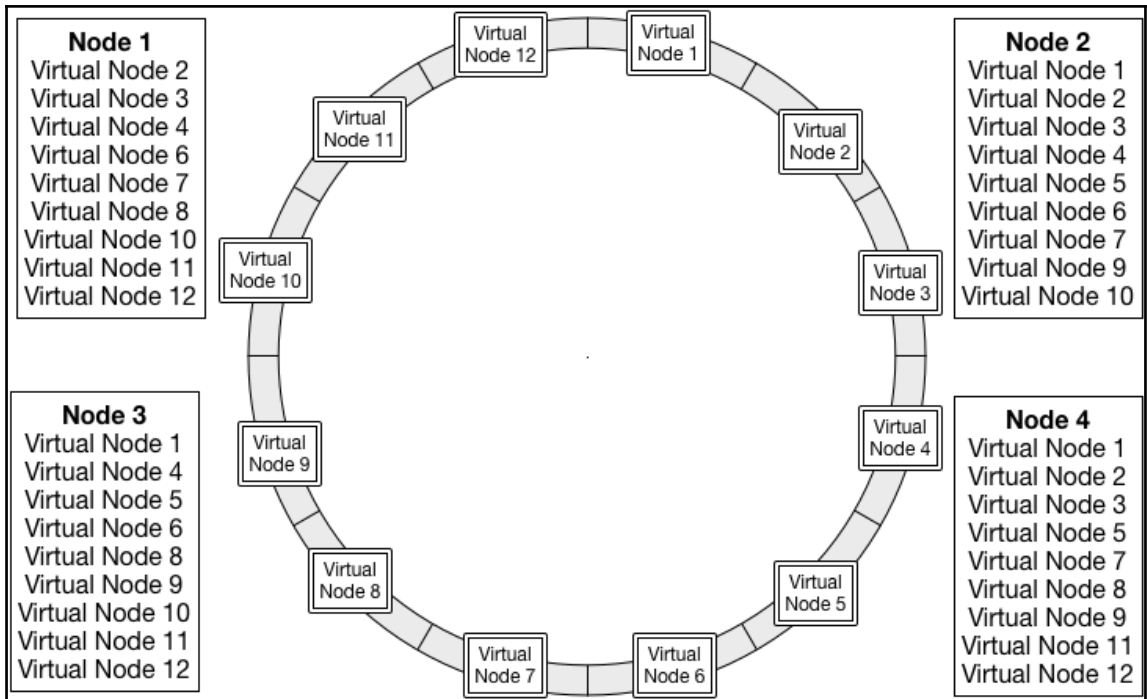 Node 1
Virtual Node 2
Virtual Node 3
Virtual Node 4
Virtual Node 6
Virtual Node 7
Virtual Node 8
Virtual Node 10
Virtual Node 11
Virtual Node 12
Virtual
Node 12
Virtual
Node 1
Virtual
Node 11
Virtual
Node 2
Virtual
Node 10
Virtual
Node 3
Virtual
Node 9
Virtual
Node 4
Virtual
Node 8
Virtual
Node 5
Virtual
Node 7
Virtual
Node 6
Node 2
Virtual Node 1
Virtual Node 2
Virtual Node 3
Virtual Node 4
Virtual Node 5
Virtual Node 6
Virtual Node 7
Virtual Node 9
Virtual Node 10
Node 3
Virtual Node 1
Virtual Node 4
Virtual Node 5
Virtual Node 6
Virtual Node 8
Virtual Node 9
Virtual Node 10
Virtual Node 11
Virtual Node 12
Node 4
Virtual Node 1
Virtual Node 2
Virtual Node 3
Virtual Node 5
Virtual Node 7
Virtual Node 8
Virtual Node 9
Virtual Node 11
Virtual Node 12